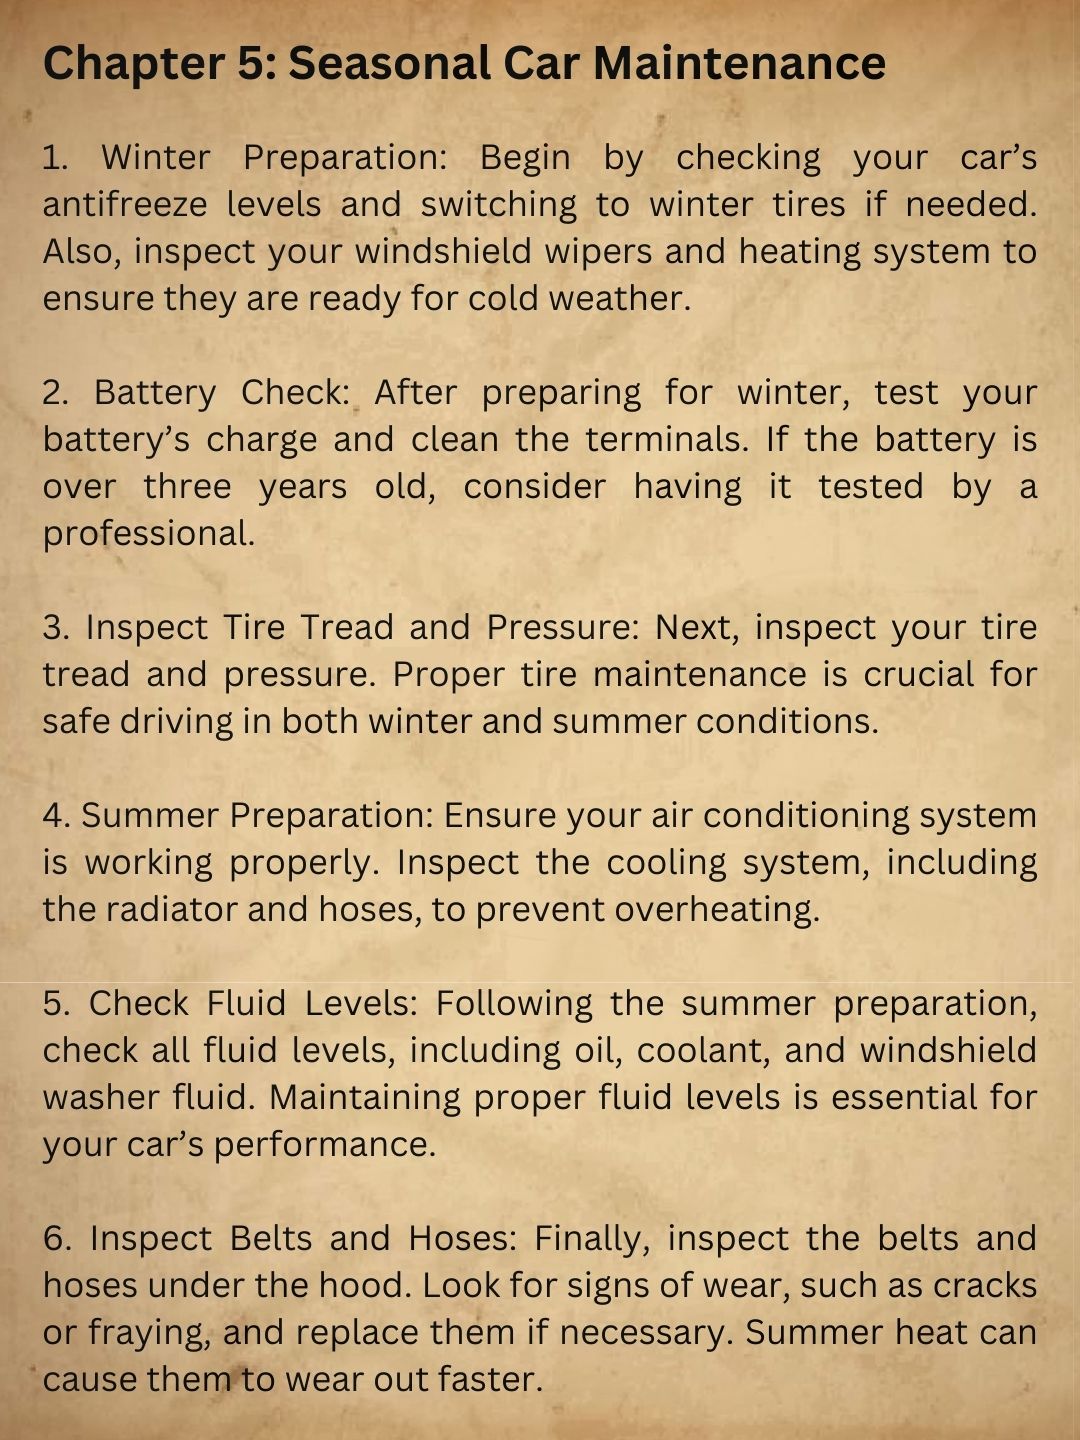 Chapter 5: Seasonal Car Maintenance
1. Winter Preparation: Begin by checking your car’s
antifreeze levels and switching to winter tires if needed.
Also, inspect your windshield wipers and heating system to
ensure they are ready for cold weather.
2. Battery Check: After preparing for winter, test your
battery’s charge and clean the terminals. If the battery is
over three years old, consider having it tested by a
professional.
3. Inspect Tire Tread and Pressure: Next, inspect your tire
tread and pressure. Proper tire maintenance is crucial for
safe driving in both winter and summer conditions.
4. Summer Preparation: Ensure your air conditioning system
is working properly. Inspect the cooling system, including
the radiator and hoses, to prevent overheating.
5. Check Fluid Levels: Following the summer preparation,
check all fluid levels, including oil, coolant, and windshield
washer fluid. Maintaining proper fluid levels is essential for
your car’s performance.
6. Inspect Belts and Hoses: Finally, inspect the belts and
hoses under the hood. Look for signs of wear, such as cracks
or fraying, and replace them if necessary. Summer heat can
cause them to wear out faster.